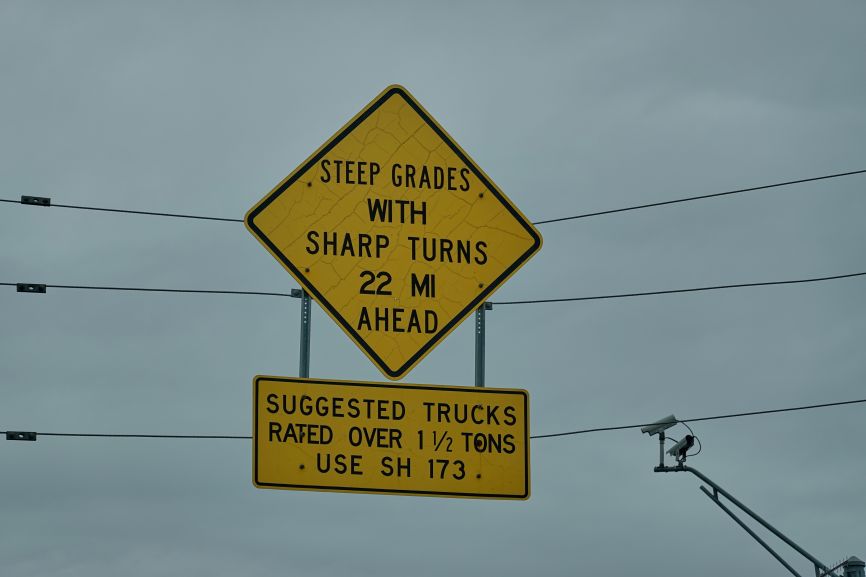 STEEP GRADES
WITH
SHARP TURNS
22 MI
AHEAD
SUGGESTED TRUCKS
RATED OVER 1 ½ TONS
USE SH 173